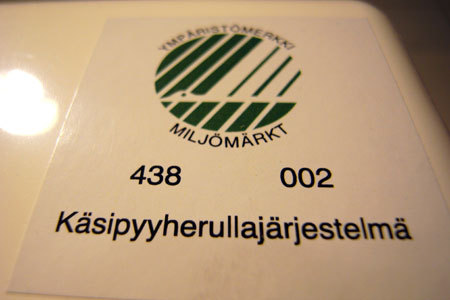 YMPÄRISTÖMERKKI
MILJÖMÄRKT
438 002
Käsipyyherullajärjestelmä